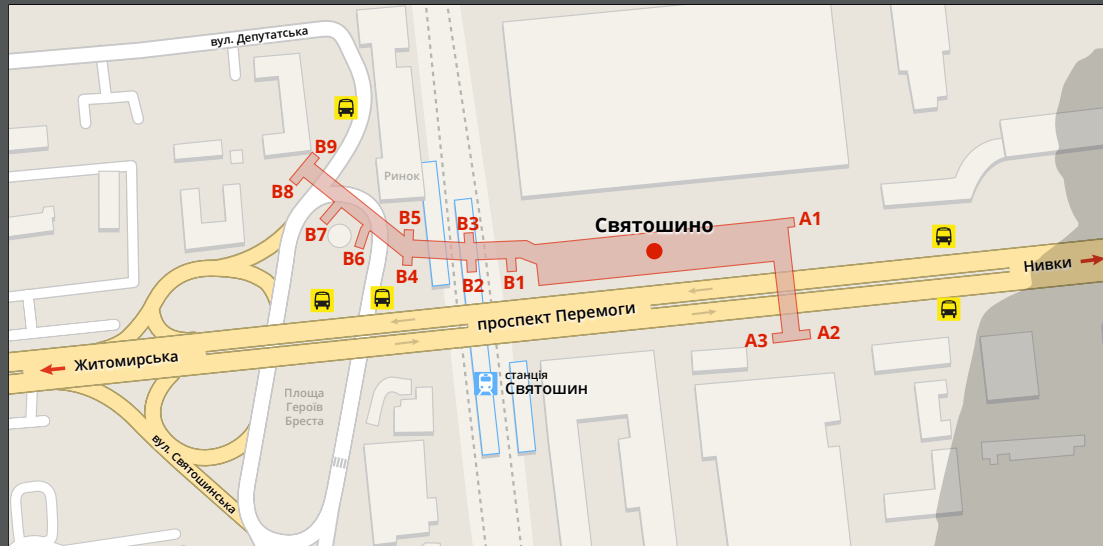 вул. Депутатська
B9
Ринок
B8
B5
B3
Святошино
A1
B7
B6
B4
B2
B1
Нивки
проспект Перемоги
A3
A2
Житомирська
станція
Святошин
Площа
Героїв
Бреста
вул. Святошинська